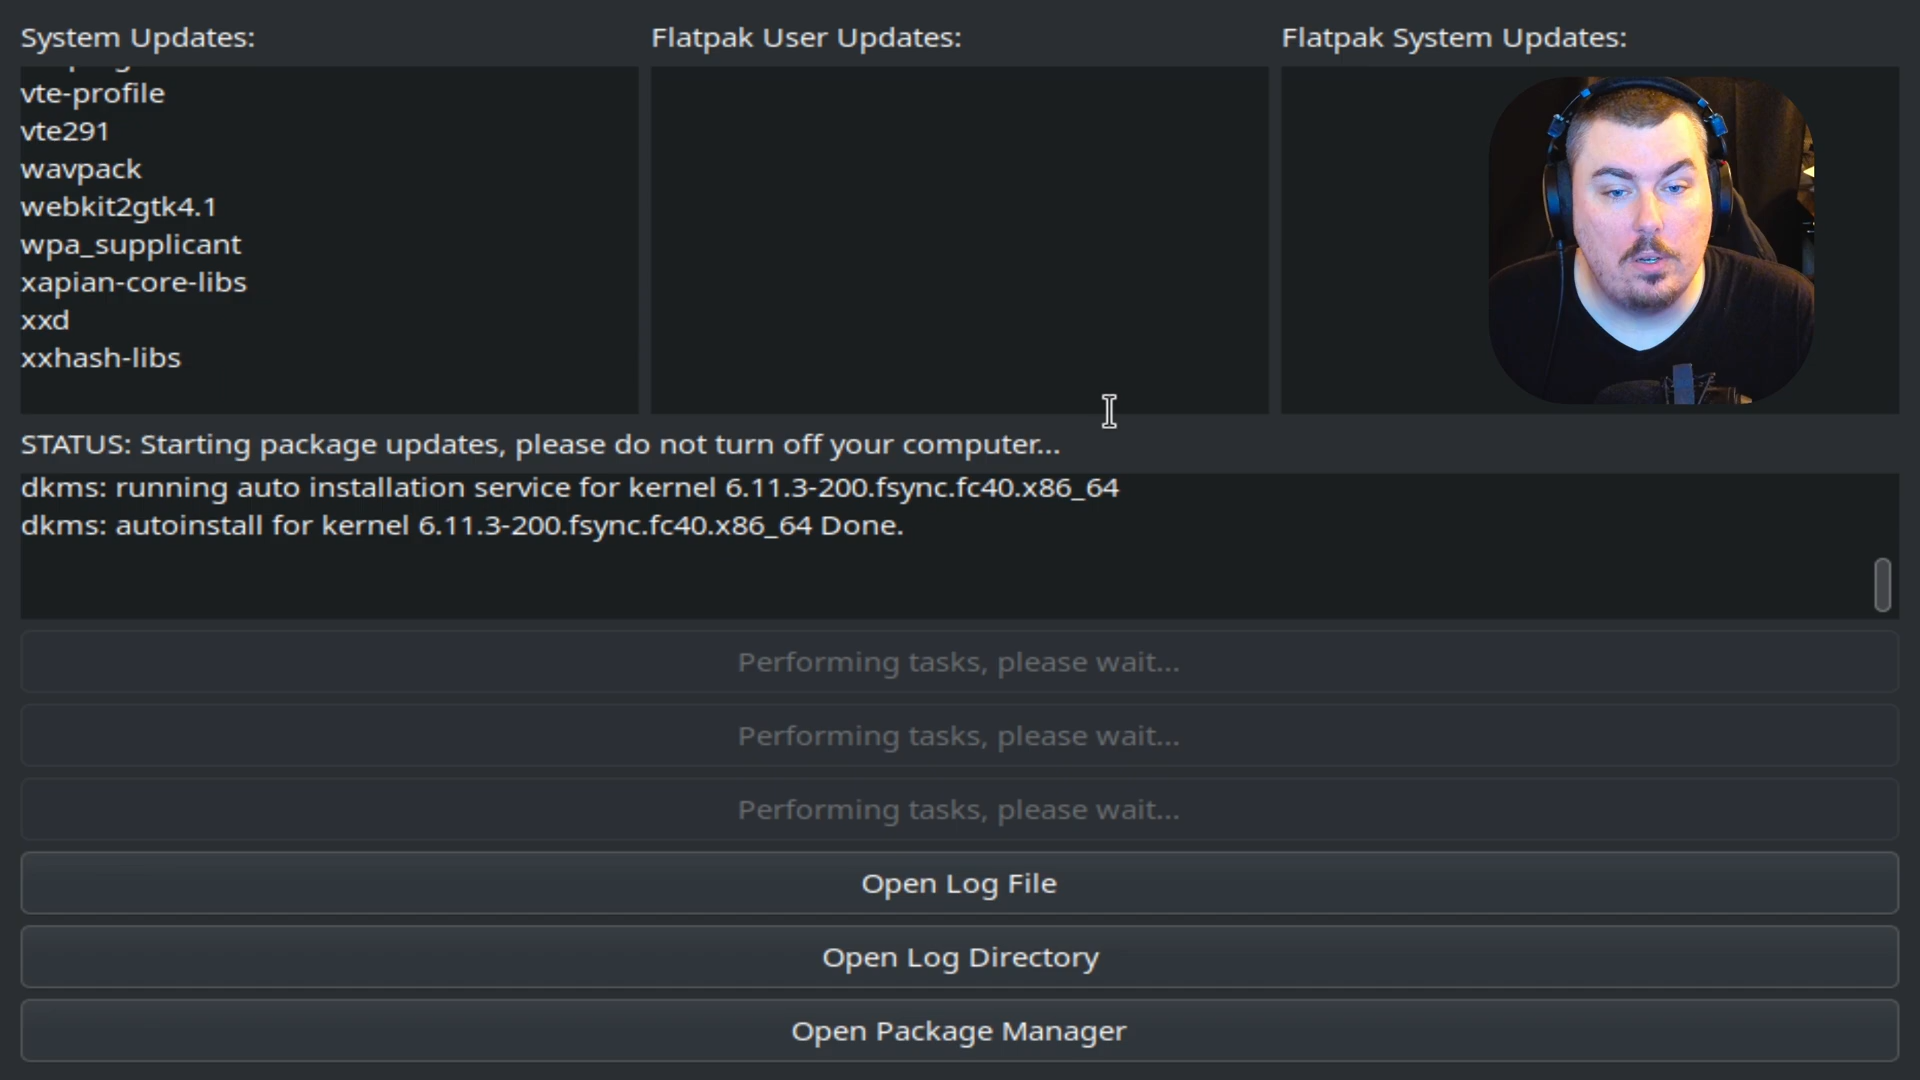 System Updates:
Flatpak User Updates:
Flatpak System Updates:
vte-profile
vte291
wavpack
webkit2gtk4.1
wpa_supplicant
xapian-core-libs
xxd
xxhash-libs
STATUS: Starting package updates, please do not turn off your computer...
dkms: running auto installation service for kernel 6.11.3-200.fsync.fc40.x86_64
dkms: autoinstall for kernel 6.11.3-200.fsync.fc40.x86_64 Done.
Performing tasks, please wait...
Performing tasks, please wait...
Performing tasks, please wait...
Open Log File
Open Log Directory
Open Package Manager